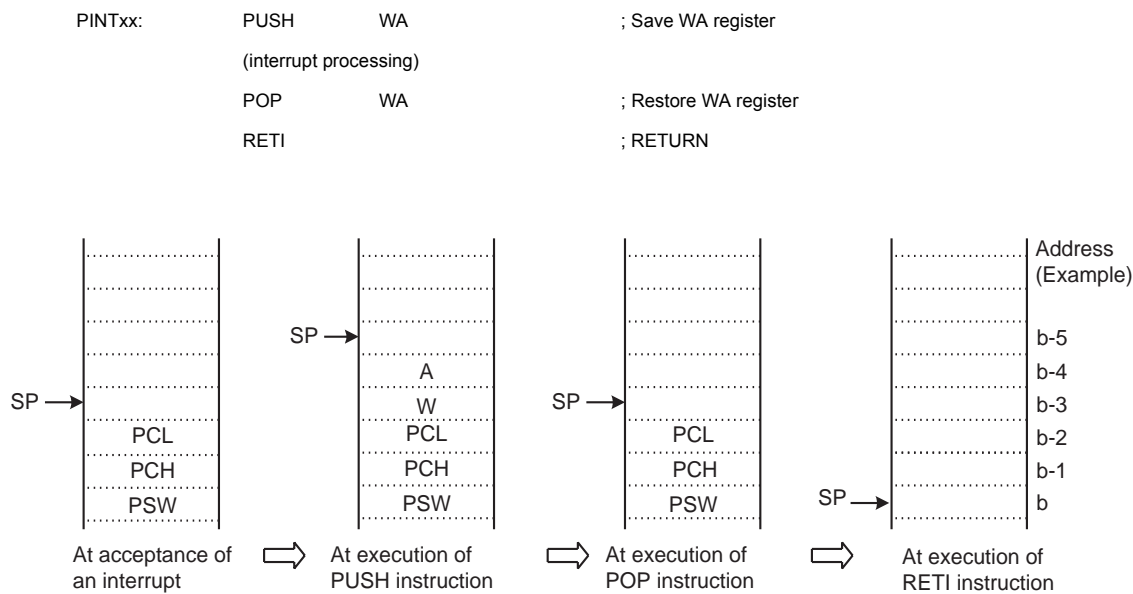 PINTxx: PUSH WA ; Save WA register
(interrupt processing)
POP WA ; Restore WA register
RETI ; RETURN
Address
(Example)
SP b-5
A b-4
SP W SP b-3
PCL PCL PCL b-2
PCH PCH PCH b-1
PSW PSW PSW SP b
At acceptance of
an interrupt
At execution of
PUSH instruction
At execution of
POP instruction
At execution of
RETI instruction